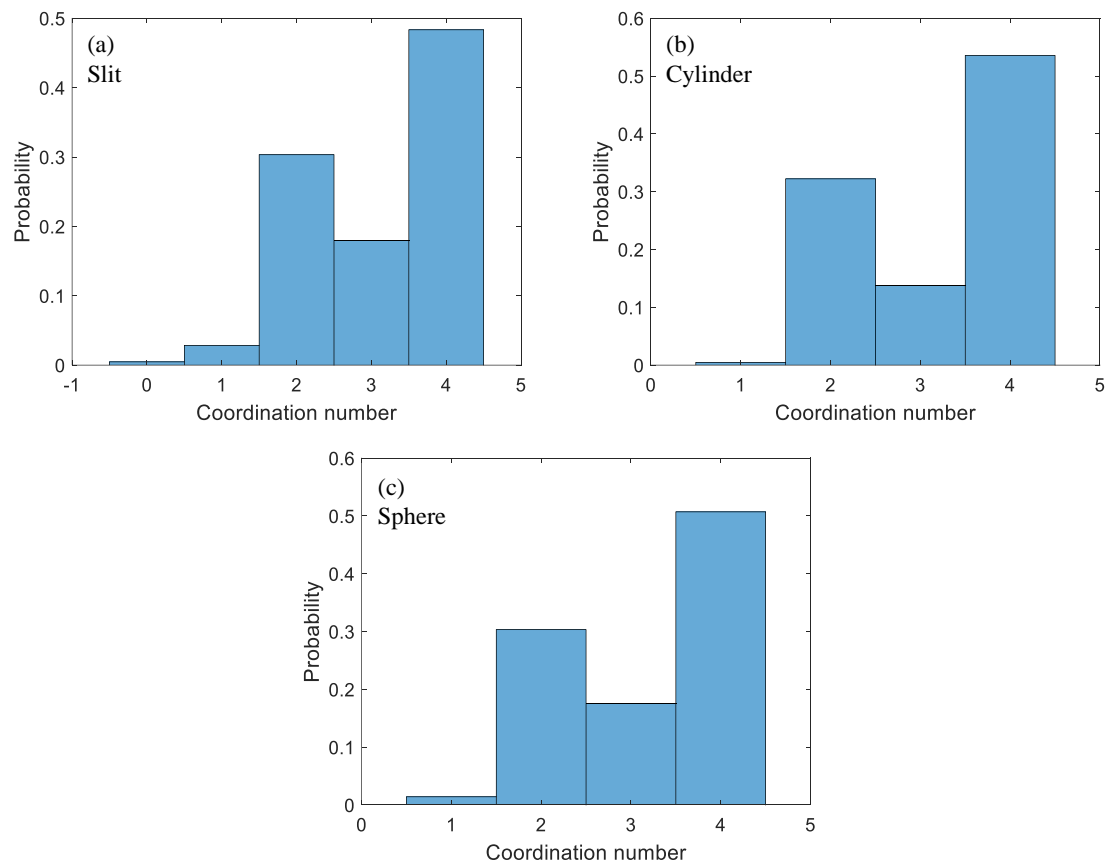 (a)
Slit
0.5
0.4
0.3
0.2
0.1
0
-1 0 1 2 3 4 5
Probability
Coordination number
(b)
Cylinder
0.6
0.5
0.4
0.3
0.2
0.1
0
0 1 2 3 4 5
Probability
Coordination number
(c)
Sphere
0.6
0.5
0.4
0.3
0.2
0.1
0
0 1 2 3 4 5
Probability
Coordination number